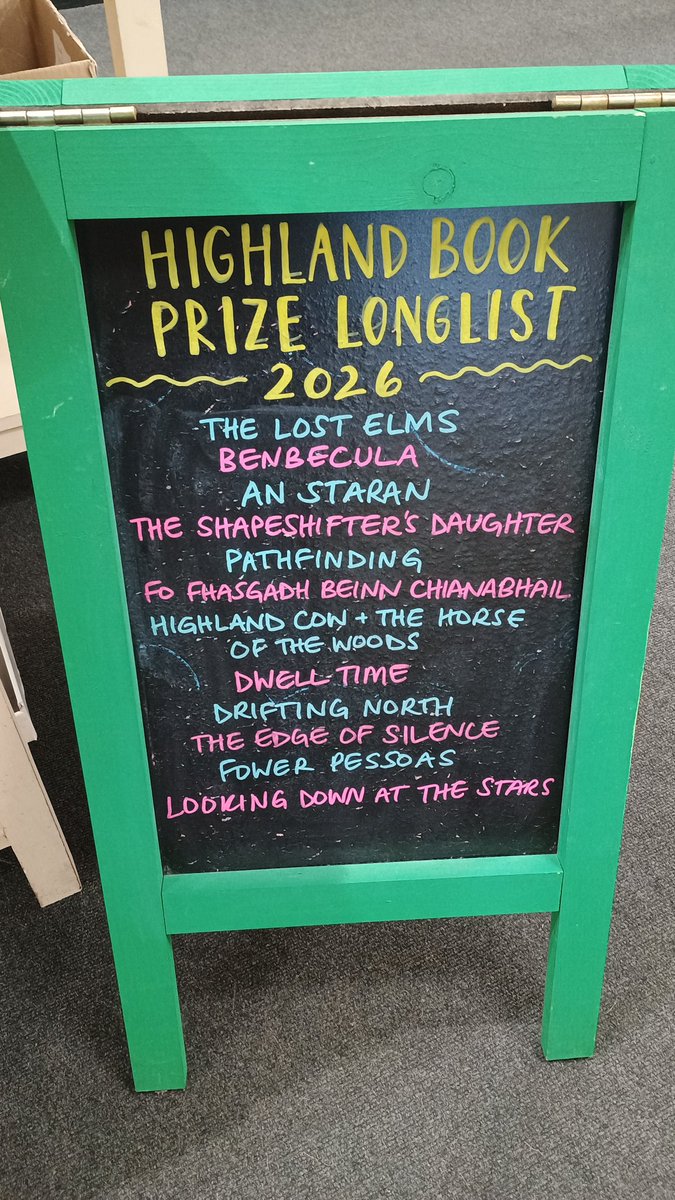 HIGHLAND BOOK
PRIZE LONGLIST
2026
THE LOST ELMS
BENBECULA
AN STARAN
THE SHAPESHIFTER'S DAUGHTER
PATHFINDING
FO FHASGADH BEINN CHIANABHAIL
HIGHLAND COW + THE HORSE
OF THE WOODS
DWELL TIME
DRIFTING NORTH
THE EDGE OF SILENCE
FOWER PESSOAS
LOOKING DOWN AT THE STARS